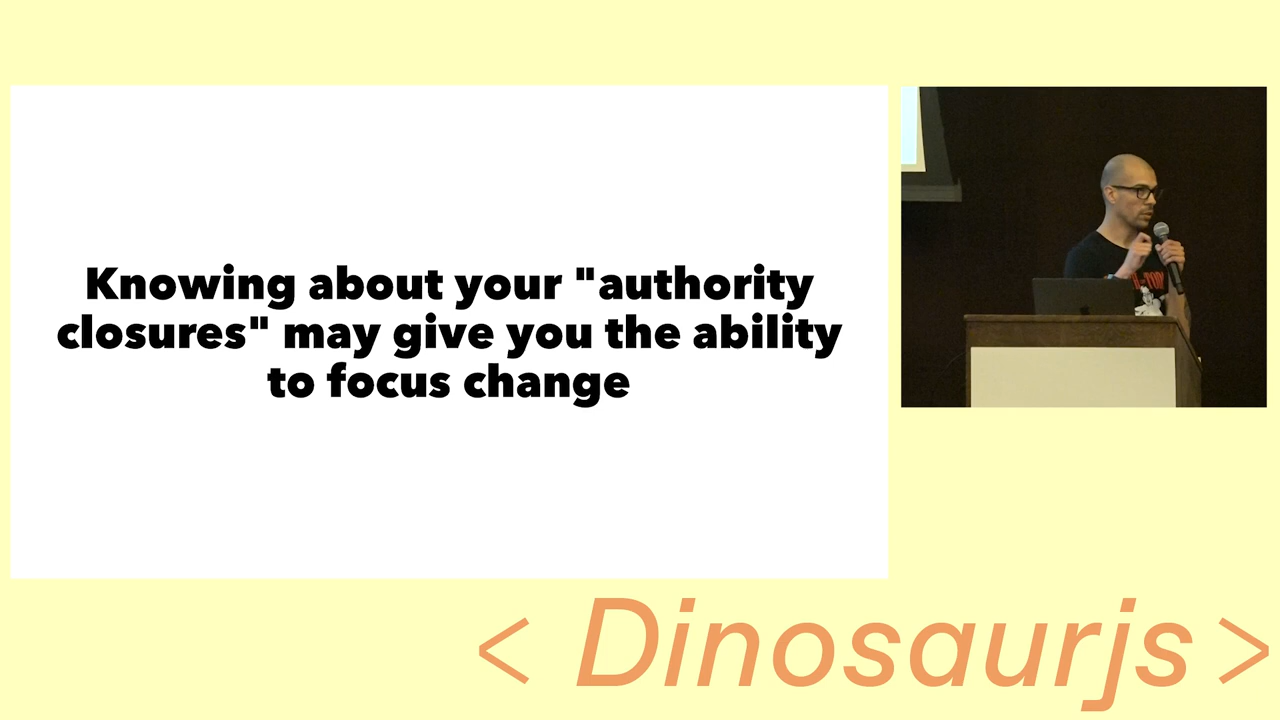 Knowing about your "authority
closures" may give you the ability
to focus change
< Dinosaurjs >